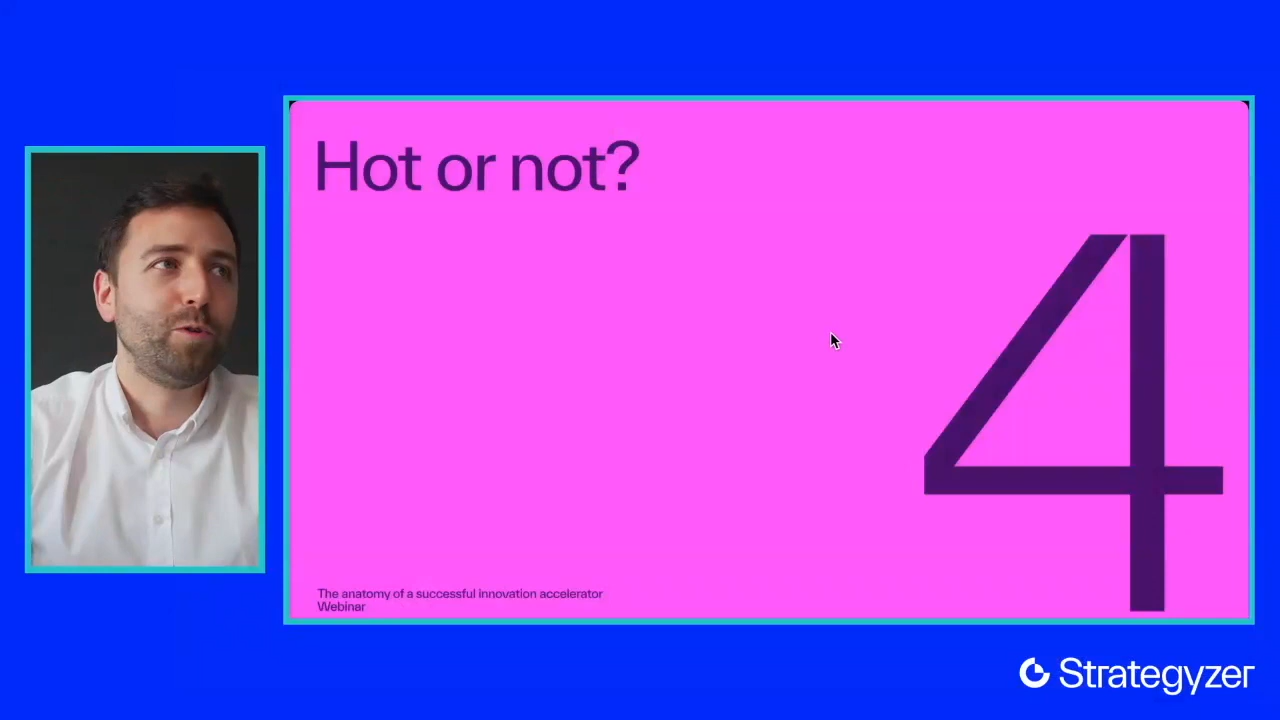 Hot or not?
4
The anatomy of a successful innovation accelerator
Webinar
Strategyzer